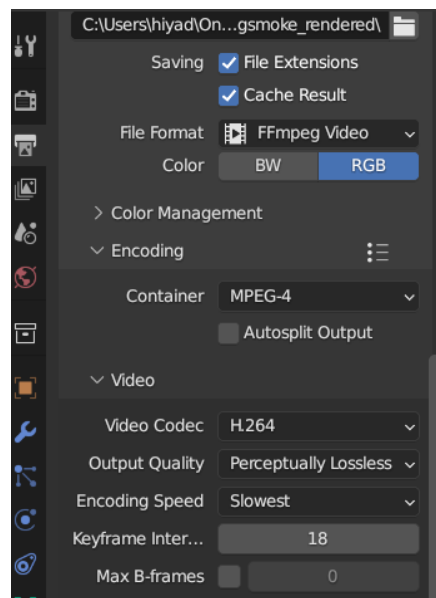 C:\Users\hiyad\On...gsmoke_rendered\
Saving File Extensions
Cache Result
File Format FFmpeg Video
Color BW RGB
Color Management
Encoding
Container MPEG-4
Autosplit Output
Video
Video Codec H.264
Output Quality Perceptually Lossless
Encoding Speed Slowest
Keyframe Inter... 18
Max B-frames 0